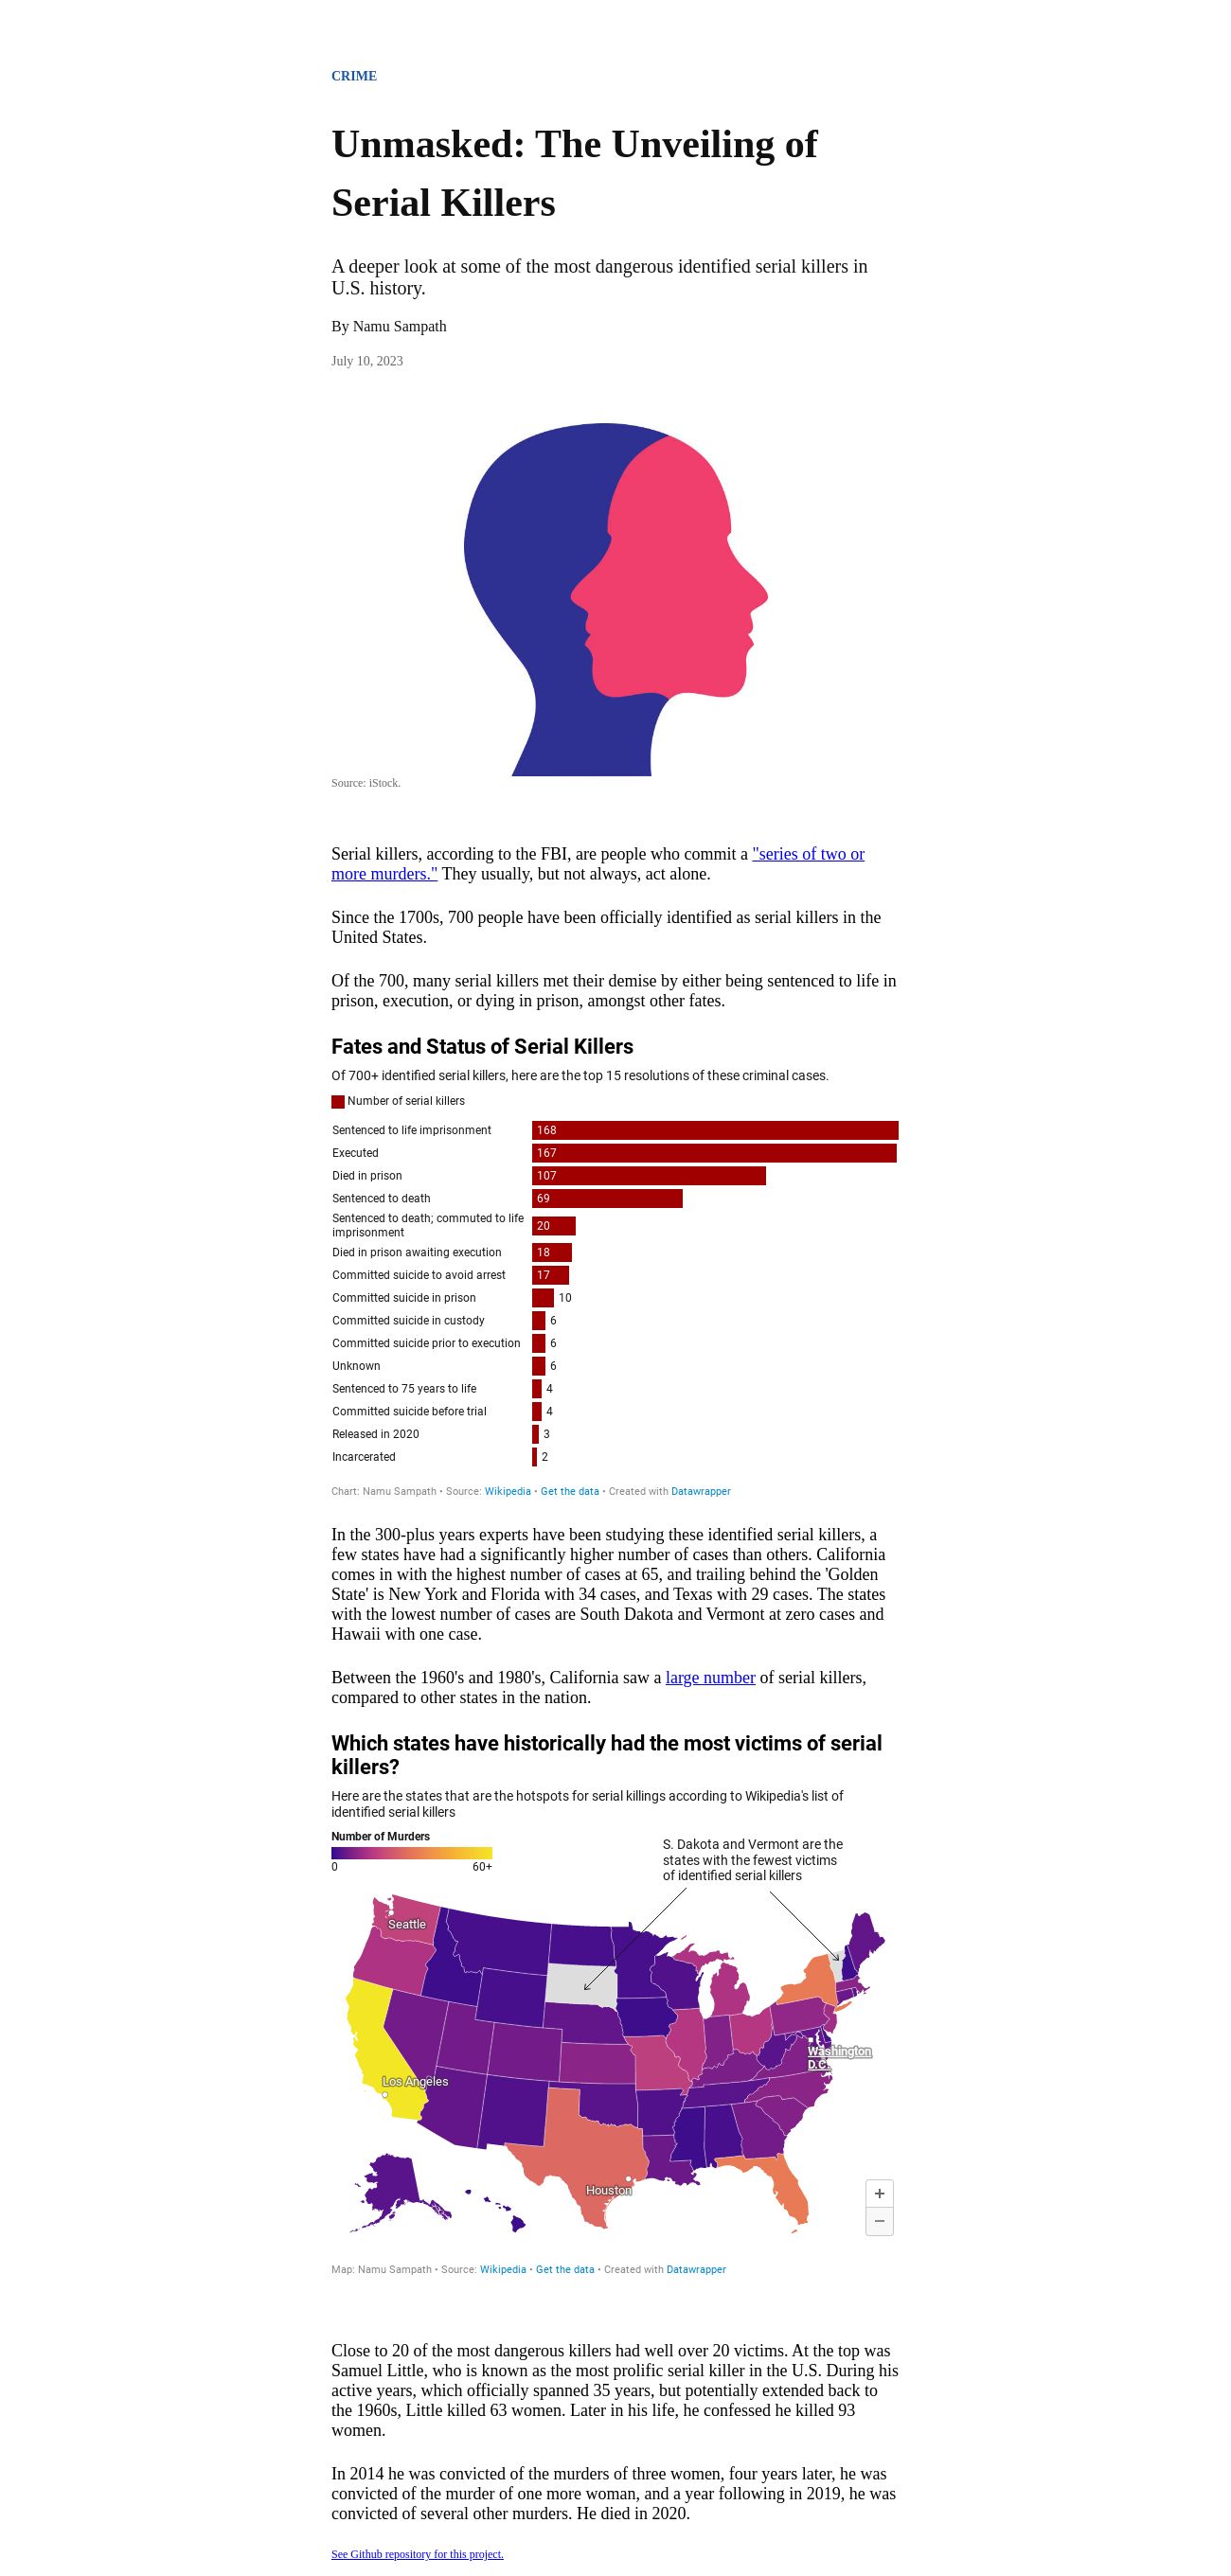 CRIME
Unmasked: The Unveiling of
Serial Killers
A deeper look at some of the most dangerous identified serial killers in
U.S. history.
By Namu Sampath
July 10, 2023
Source: iStock.
Serial killers, according to the FBI, are people who commit a "series of two or
more murders." They usually, but not always, act alone.
Since the 1700s, 700 people have been officially identified as serial killers in the
United States.
Of the 700, many serial killers met their demise by either being sentenced to life in
prison, execution, or dying in prison, amongst other fates.
Fates and Status of Serial Killers
Of 700+ identified serial killers, here are the top 15 resolutions of these criminal cases.
Number of serial killers
Sentenced to life imprisonment 168
Executed 167
Died in prison 107
Sentenced to death 69
Sentenced to death; commuted to life
imprisonment 20
Died in prison awaiting execution 18
Committed suicide to avoid arrest 17
Committed suicide in prison 10
Committed suicide in custody 6
Committed suicide prior to execution 6
Unknown 6
Sentenced to 75 years to life 4
Committed suicide before trial 4
Released in 2020 3
Incarcerated 2
Chart: Namu Sampath • Source: Wikipedia • Get the data • Created with Datawrapper
In the 300-plus years experts have been studying these identified serial killers, a
few states have had a significantly higher number of cases than others. California
comes in with the highest number of cases at 65, and trailing behind the 'Golden
State' is New York and Florida with 34 cases, and Texas with 29 cases. The states
with the lowest number of cases are South Dakota and Vermont at zero cases and
Hawaii with one case.
Between the 1960's and 1980's, California saw a large number of serial killers,
compared to other states in the nation.
Which states have historically had the most victims of serial
killers?
Here are the states that are the hotspots for serial killings according to Wikipedia's list of
identified serial killers
Number of Murders
0 60+
S. Dakota and Vermont are the
states with the fewest victims
of identified serial killers
Seattle
Washington
D.C.
Los Angeles
Houston
+
−
Map: Namu Sampath • Source: Wikipedia • Get the data • Created with Datawrapper
Close to 20 of the most dangerous killers had well over 20 victims. At the top was
Samuel Little, who is known as the most prolific serial killer in the U.S. During his
active years, which officially spanned 35 years, but potentially extended back to
the 1960s, Little killed 63 women. Later in his life, he confessed he killed 93
women.
In 2014 he was convicted of the murders of three women, four years later, he was
convicted of the murder of one more woman, and a year following in 2019, he was
convicted of several other murders. He died in 2020.
See Github repository for this project.